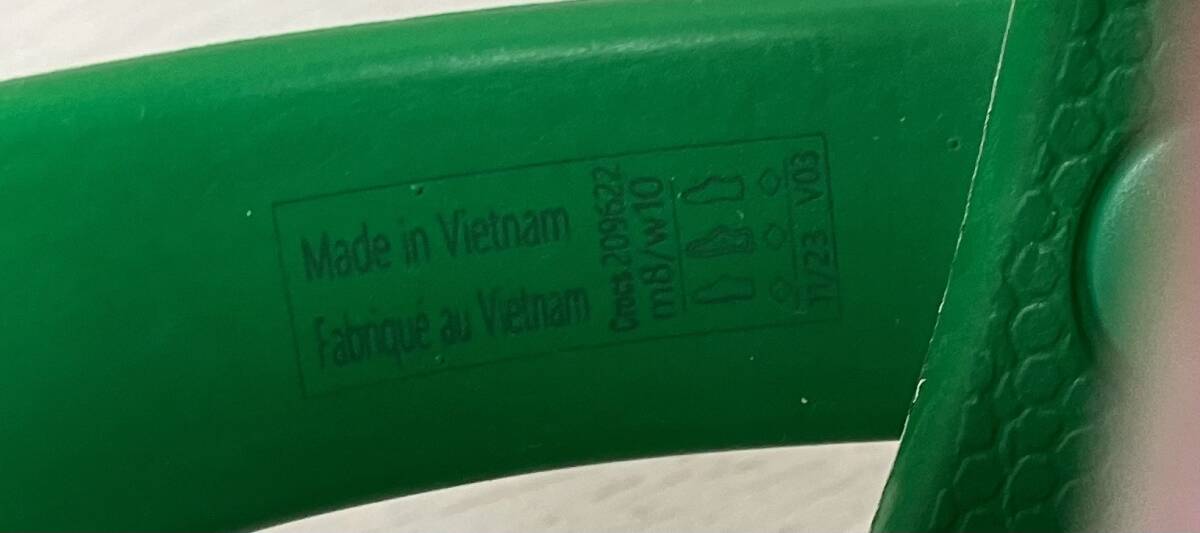 Made in Vietnam
Fabriqué au Vietnam
Crocs 209622
m8/w10
11/23 V03